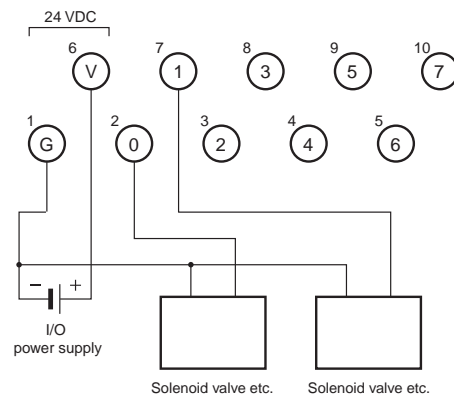 24 VDC
6 7 8 9 10
V 1 3 5 7
1 2 3 4 5
G 0 2 4 6
− +
I/O
power supply
Solenoid valve etc. Solenoid valve etc.